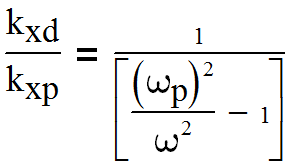 k_xd / k_xp = 1 / [ (ω_p)^2 / ω^2 − 1 ]